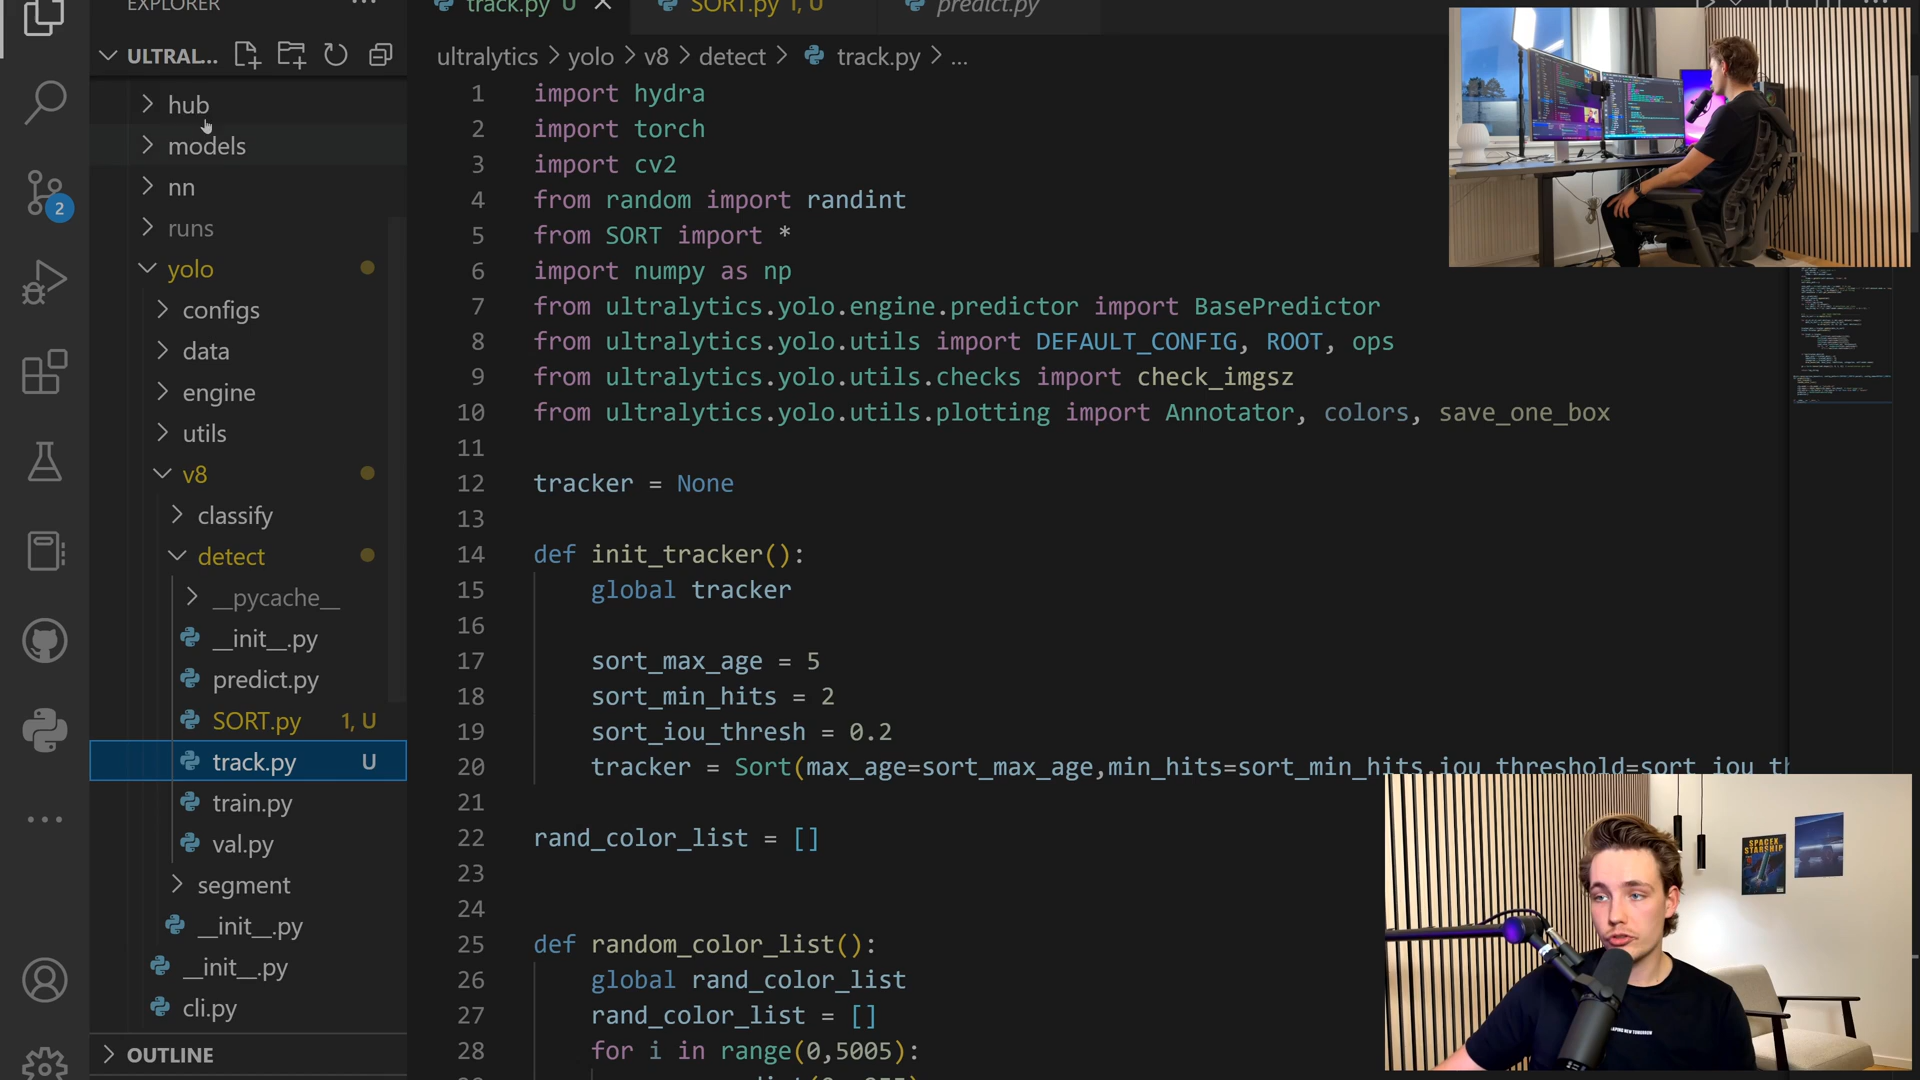 EXPLORER
ULTRAL...
hub
models
nn
runs
yolo
configs
data
engine
utils
v8
classify
detect
__pycache__
__init__.py
predict.py
SORT.py 1, U
track.py U
train.py
val.py
segment
__init__.py
__init__.py
cli.py
OUTLINE
2
track.py U
SORT.py 1, U
predict.py
ultralytics > yolo > v8 > detect > track.py > ...
1 import hydra
2 import torch
3 import cv2
4 from random import randint
5 from SORT import *
6 import numpy as np
7 from ultralytics.yolo.engine.predictor import BasePredictor
8 from ultralytics.yolo.utils import DEFAULT_CONFIG, ROOT, ops
9 from ultralytics.yolo.utils.checks import check_imgsz
10 from ultralytics.yolo.utils.plotting import Annotator, colors, save_one_box
11
12 tracker = None
13
14 def init_tracker():
15 global tracker
16
17 sort_max_age = 5
18 sort_min_hits = 2
19 sort_iou_thresh = 0.2
20 tracker = Sort(max_age=sort_max_age,min_hits=sort_min_hits,iou_threshold=sort_iou_th
21
22 rand_color_list = []
23
24
25 def random_color_list():
26 global rand_color_list
27 rand_color_list = []
28 for i in range(0,5005):
SPACEX
STARSHIP